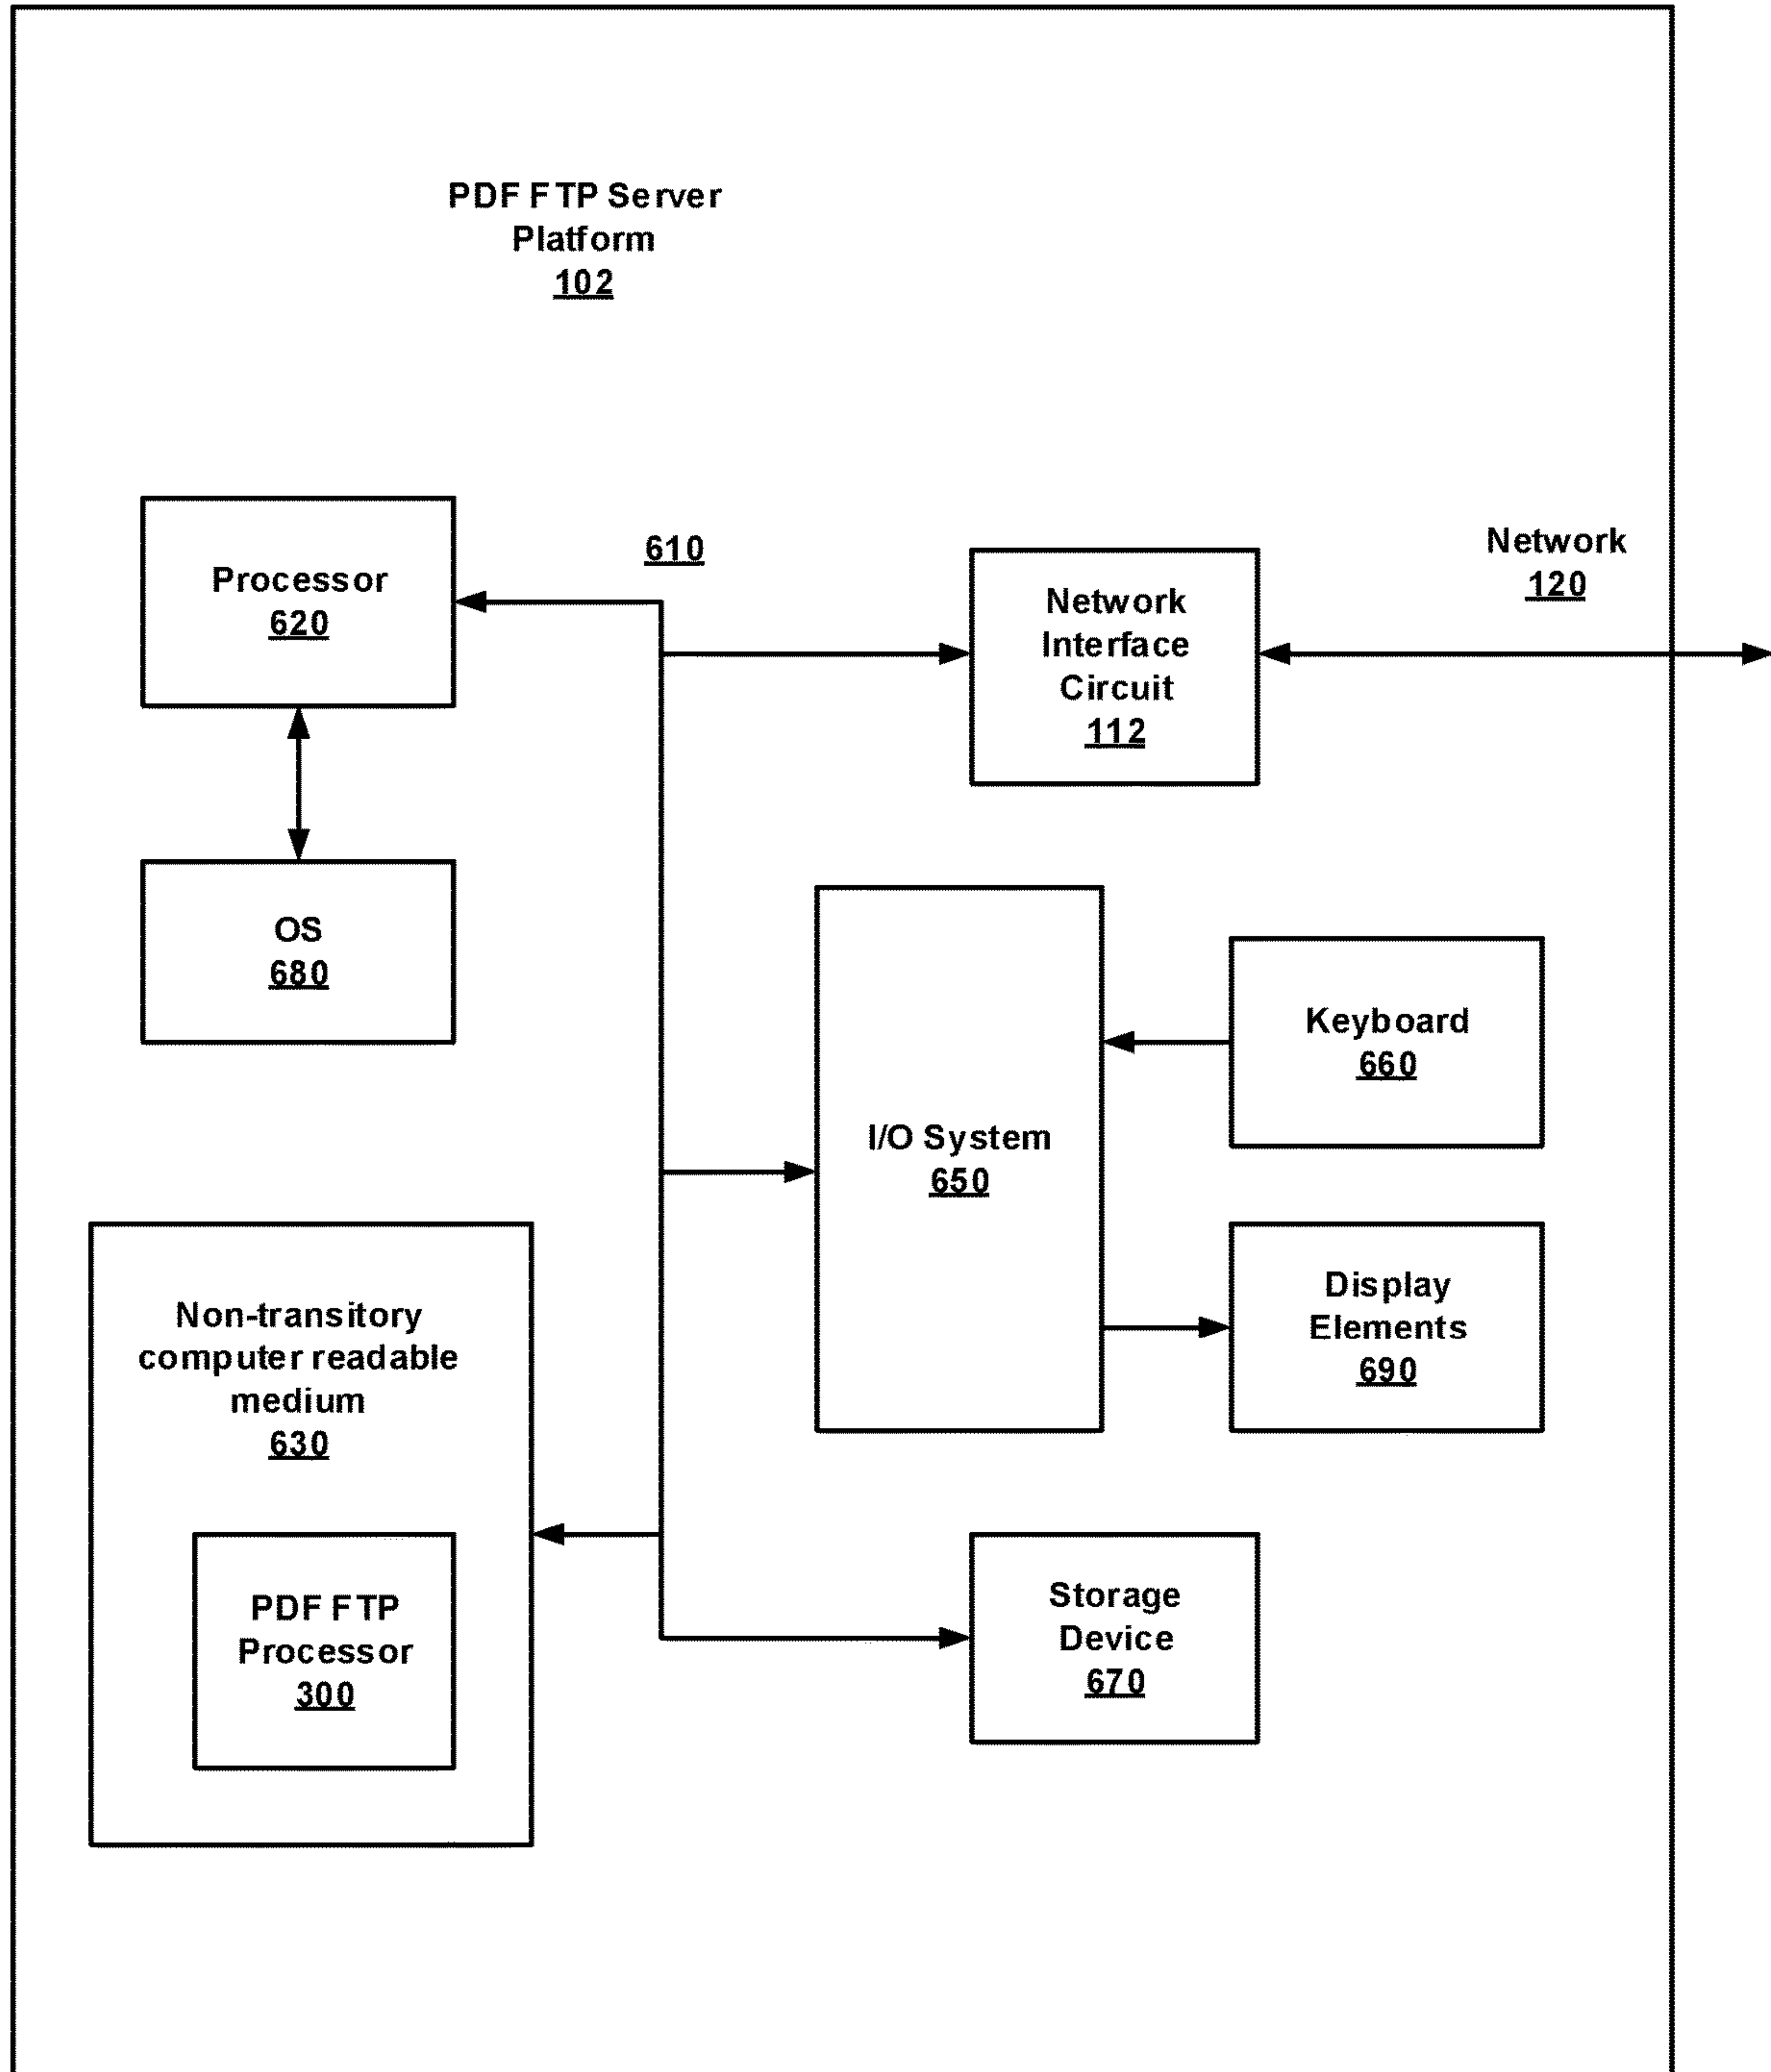 PDF FTP Server
Platform
102
Processor
620
610
Network
Interface
Circuit
112
Network
120
OS
680
I/O System
650
Keyboard
660
Display
Elements
690
Non-transitory
computer readable
medium
630
PDF FTP
Processor
300
Storage
Device
670